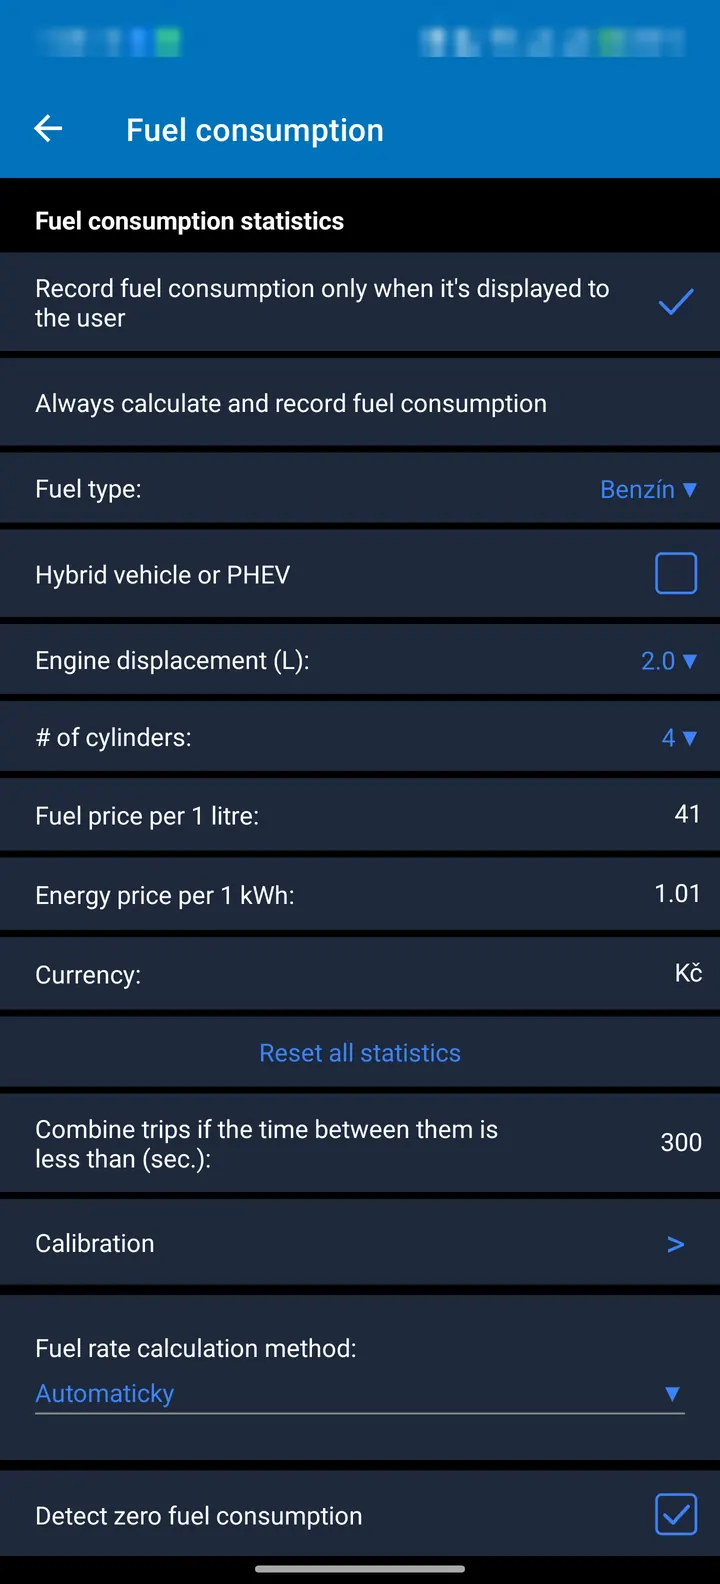 Fuel consumption
Fuel consumption statistics
Record fuel consumption only when it's displayed to
the user
Always calculate and record fuel consumption
Fuel type: Benzín ▼
Hybrid vehicle or PHEV
Engine displacement (L): 2.0 ▼
# of cylinders: 4 ▼
Fuel price per 1 litre: 41
Energy price per 1 kWh: 1.01
Currency: Kč
Reset all statistics
Combine trips if the time between them is
less than (sec.): 300
Calibration >
Fuel rate calculation method:
Automaticky ▼
Detect zero fuel consumption